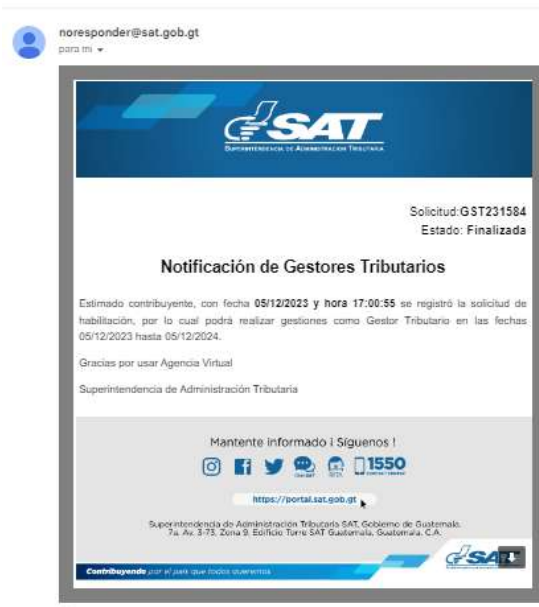 noresponder@sat.gob.gt
para mi
SAT
SUPERINTENDENCIA DE ADMINISTRACIÓN TRIBUTARIA
Solicitud:GST231584
Estado: Finalizada
Notificación de Gestores Tributarios
Estimado contribuyente, con fecha 05/12/2023 y hora 17:00:55 se registró la solicitud de
habilitación, por lo cual podrá realizar gestiones como Gestor Tributario en las fechas
05/12/2023 hasta 05/12/2024.
Gracias por usar Agencia Virtual
Superintendencia de Administración Tributaria
Mantente informado ¡ Síguenos !
1550
https://portal.sat.gob.gt
Superintendencia de Administración Tributaria SAT, Gobierno de Guatemala.
7a. Av. 3-73, Zona 9, Edificio Torre SAT Guatemala, Guatemala, C.A.
SAT
Contribuyendo por el país que todos queremos